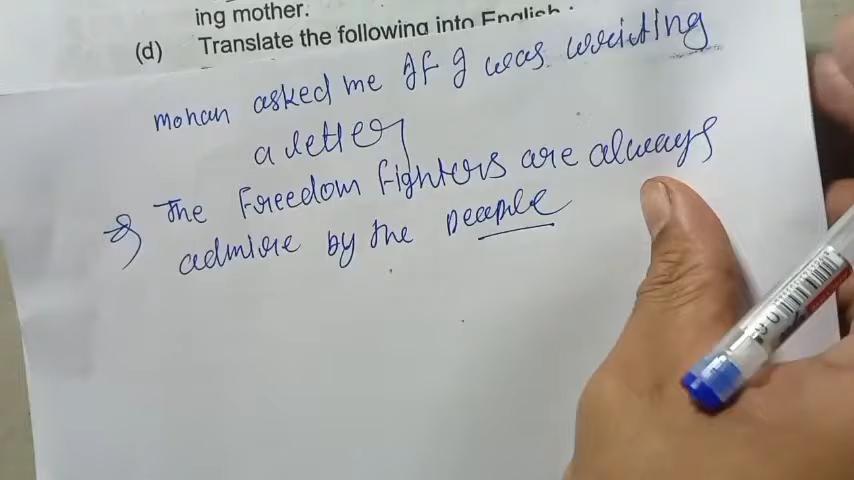 ing mother.
(d) Translate the following into English :
Mohan asked me If I was writing
a letter
The Freedom Fighters are always
admire by the people